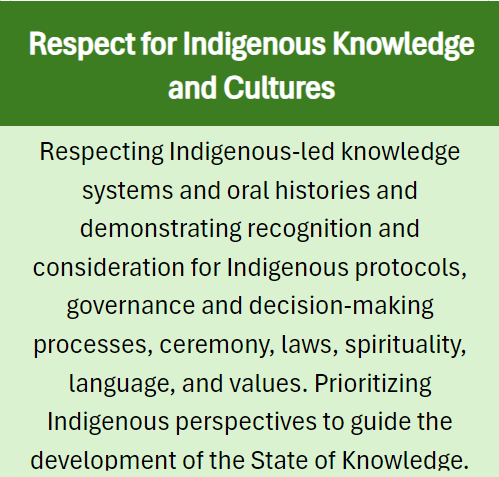 Respect for Indigenous Knowledge
and Cultures
Respecting Indigenous-led knowledge
systems and oral histories and
demonstrating recognition and
consideration for Indigenous protocols,
governance and decision-making
processes, ceremony, laws, spirituality,
language, and values. Prioritizing
Indigenous perspectives to guide the
development of the State of Knowledge.